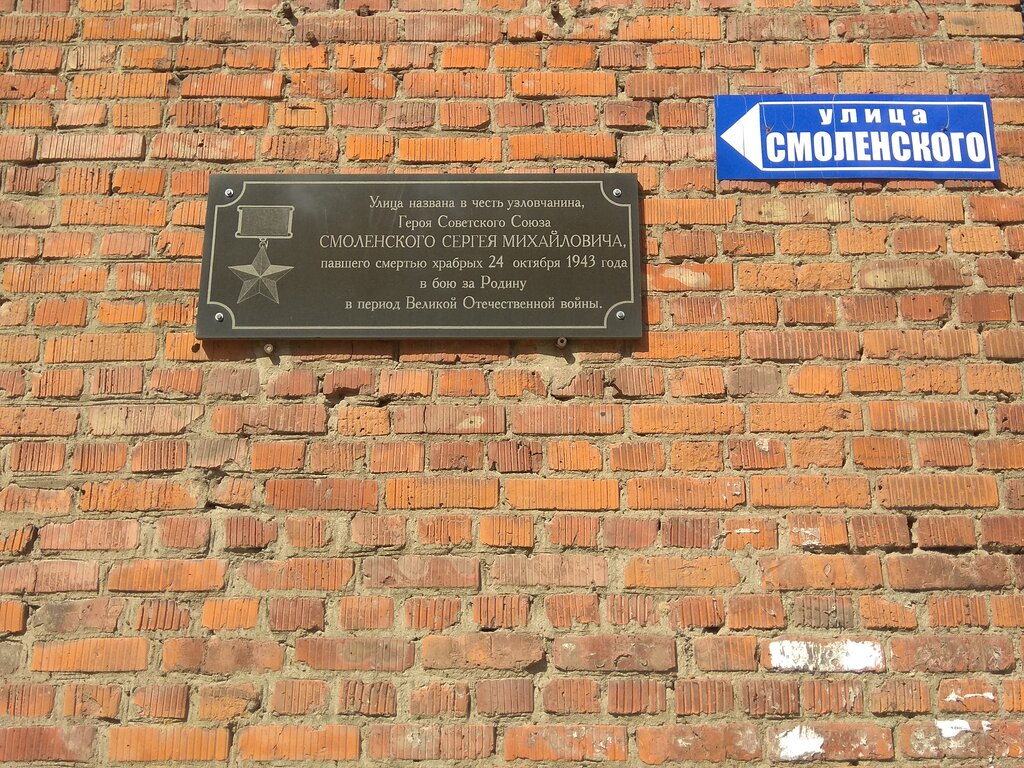 Улица названа в честь узловчанина,
Героя Советского Союза
СМОЛЕНСКОГО СЕРГЕЯ МИХАЙЛОВИЧА,
павшего смертью храбрых 24 октября 1943 года
в бою за Родину
в период Великой Отечественной войны.
улица
СМОЛЕНСКОГО